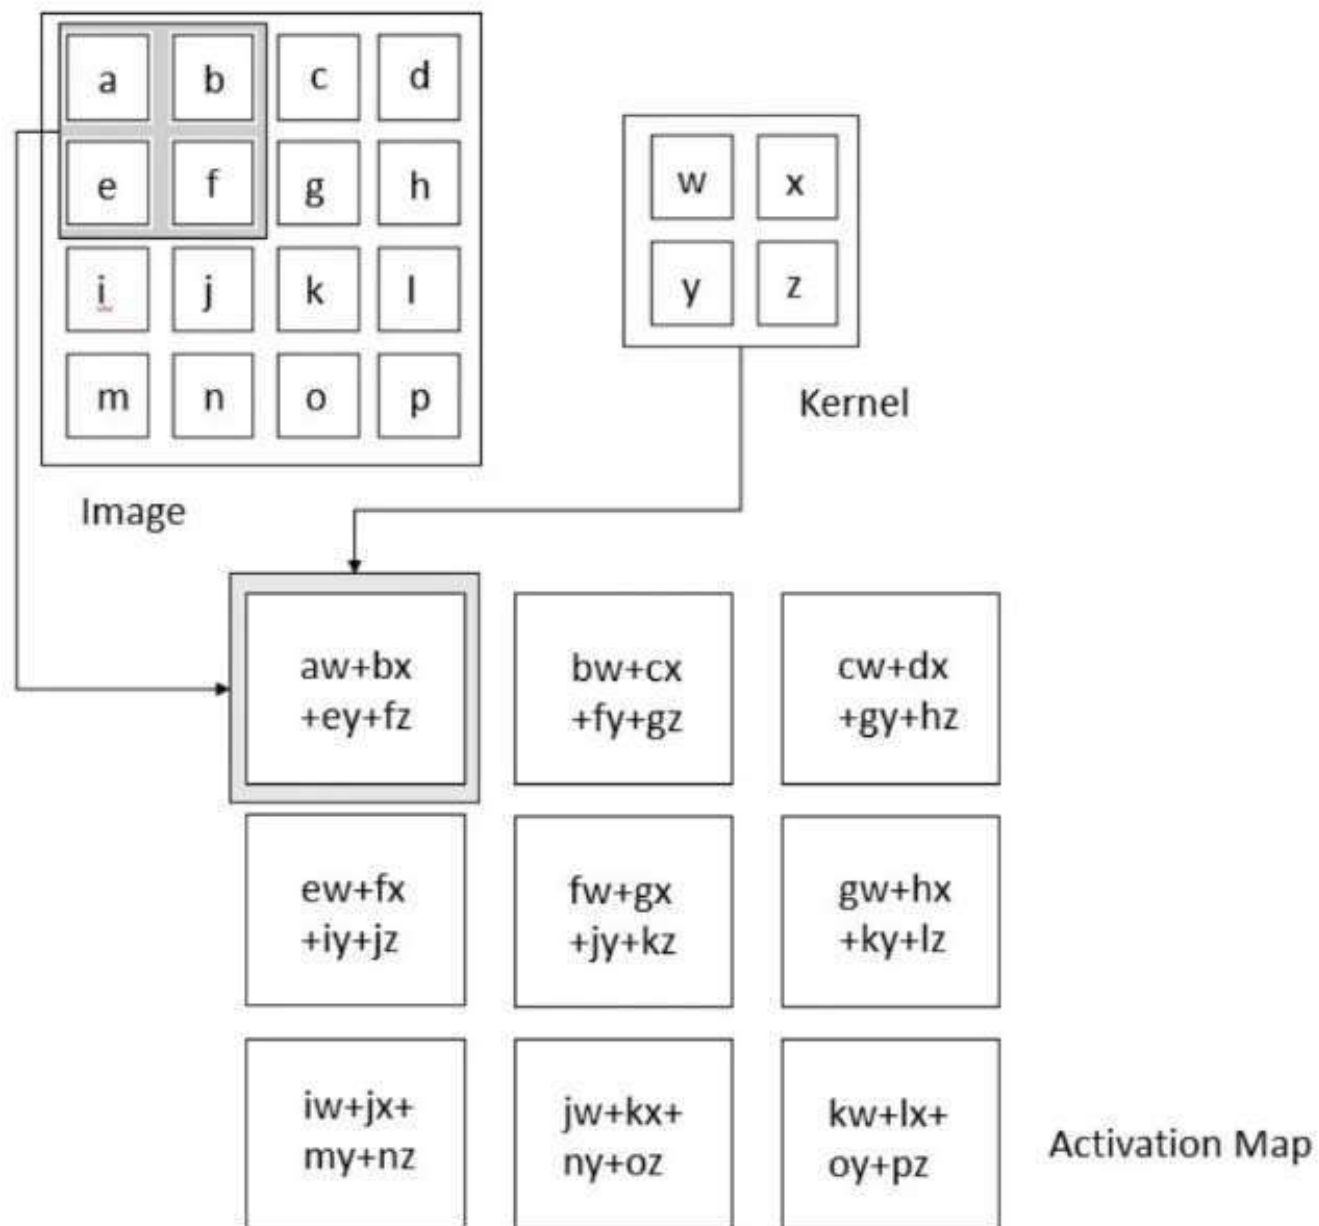 a b c d
e f g h
i j k l
m n o p
Image
w x
y z
Kernel
aw+bx
+ey+fz
bw+cx
+fy+gz
cw+dx
+gy+hz
ew+fx
+iy+jz
fw+gx
+jy+kz
gw+hx
+ky+lz
iw+jx+
my+nz
jw+kx+
ny+oz
kw+lx+
oy+pz
Activation Map